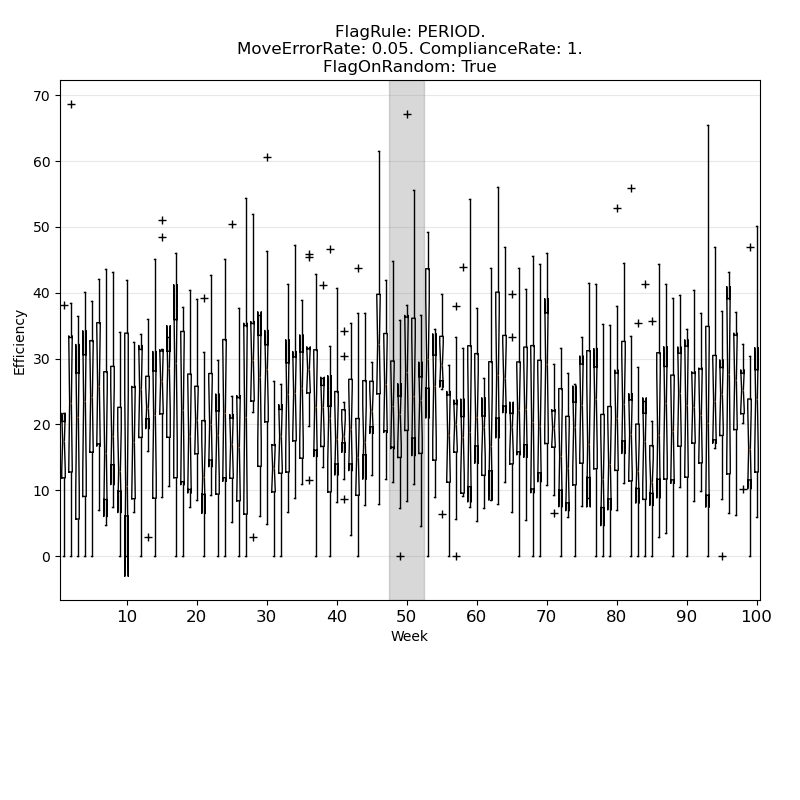 FlagRule: PERIOD.
MoveErrorRate: 0.05. ComplianceRate: 1.
FlagOnRandom: True
70
60
50
40
30
20
10
0
Efficiency
10 20 30 40 50 60 70 80 90 100
Week